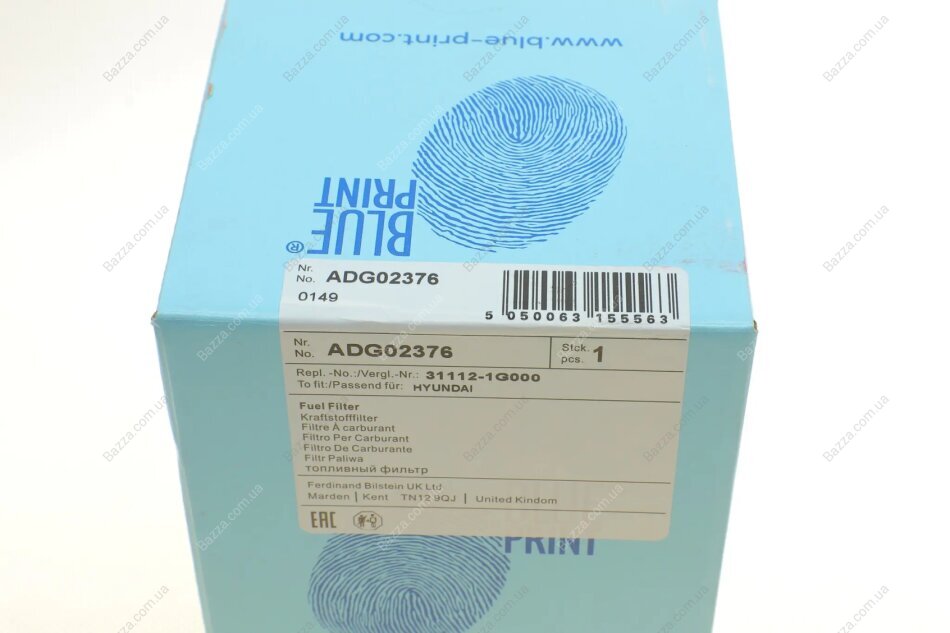 www.blue-print.com
BLUE
PRINT
®
Nr.
No. ADG02376
0149
5 050063 155563
Nr.
No. ADG02376
Stck.
pcs. 1
Repl. -No.:/Vergl.-Nr.: 31112-1G000
To fit:/Passend für: HYUNDAI
Fuel Filter
Kraftstofffilter
Filtre À carburant
Filtro Per Carburant
Filtro De Carburante
Filtr Paliwa
топливный фильтр
Ferdinand Bilstein UK Ltd
Marden | Kent TN12 9QJ | United Kindom
EAC
PRINT
Bazza.com.ua